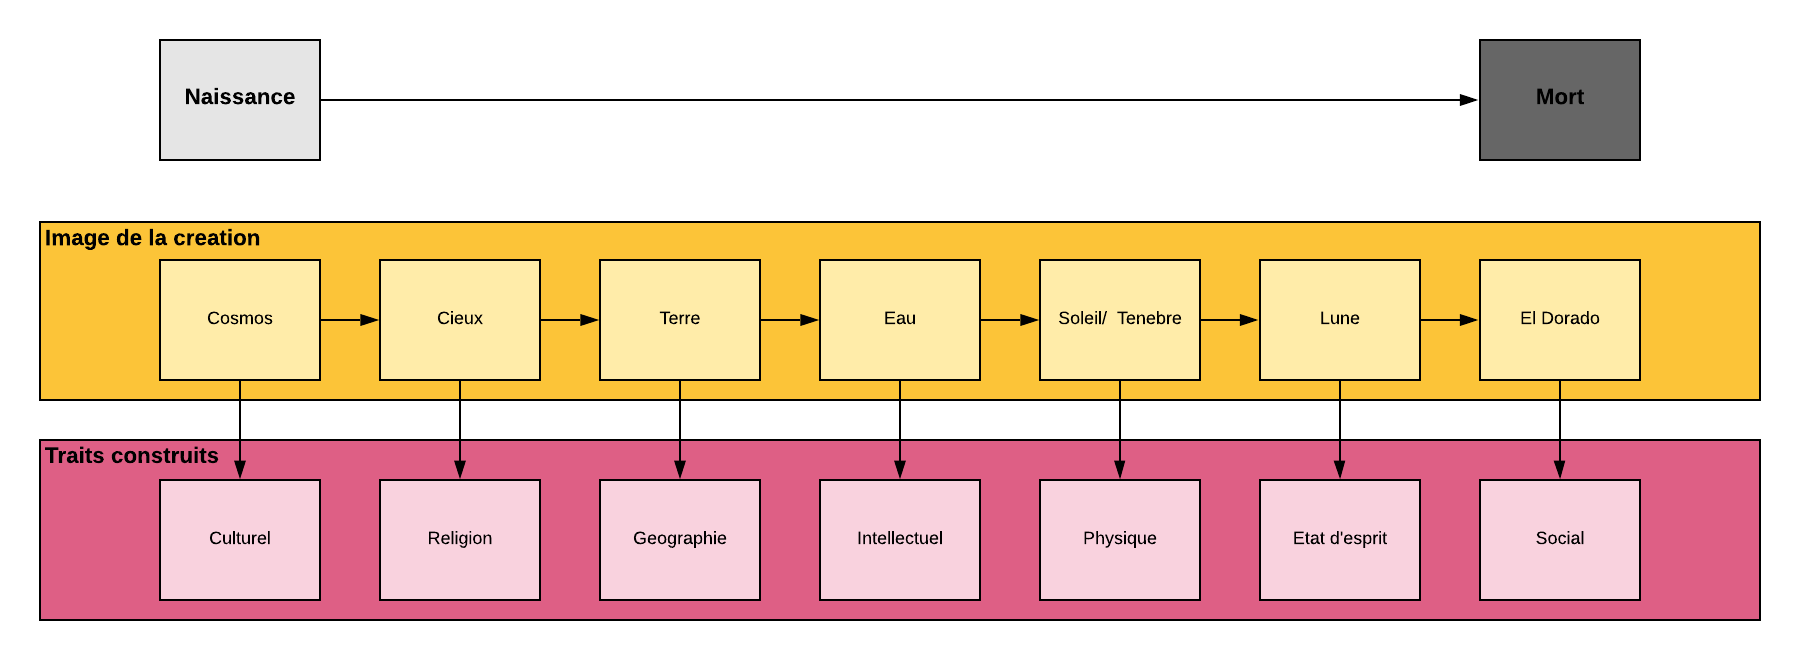 Naissance
Mort
Image de la creation
Cosmos
Cieux
Terre
Eau
Soleil/  Tenebre
Lune
El Dorado
Traits construits
Culturel
Religion
Geographie
Intellectuel
Physique
Etat d'esprit
Social